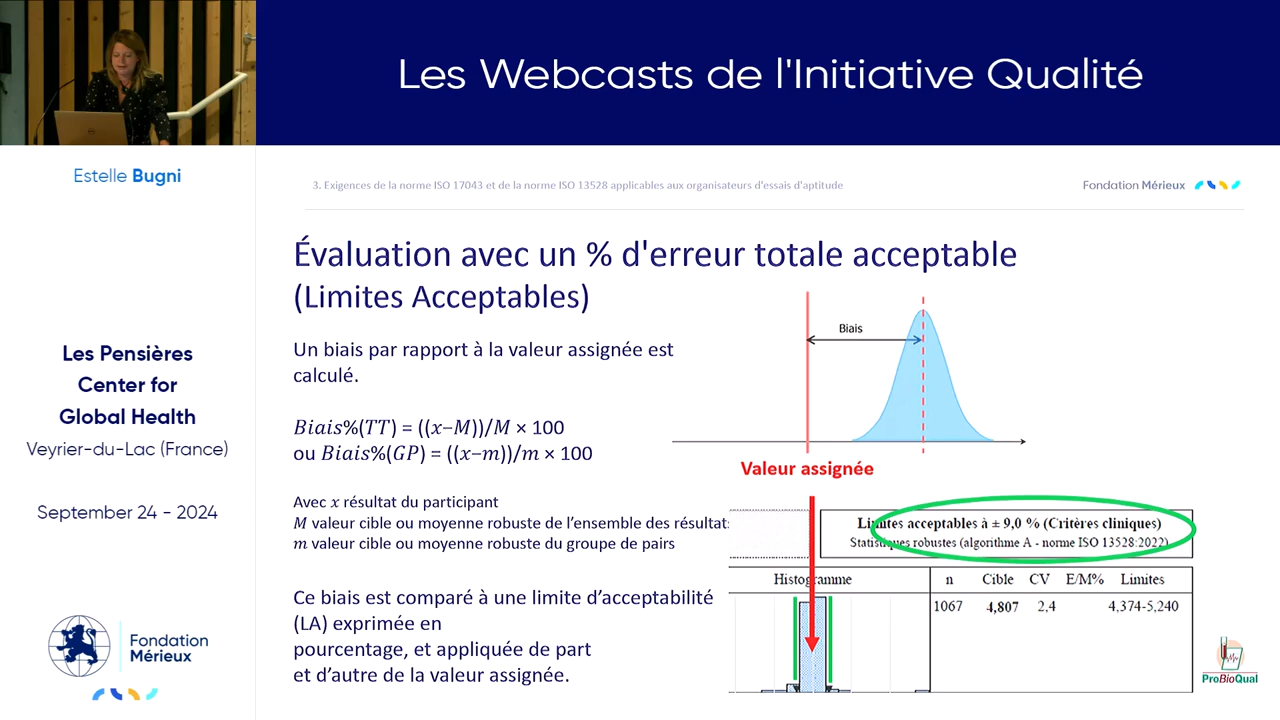 Les Webcasts de l'Initiative Qualité
Estelle Bugni
Les Pensières
Center for
Global Health
Veyrier-du-Lac (France)
September 24 - 2024
Fondation
Mérieux
3. Exigences de la norme ISO 17043 et de la norme ISO 13528 applicables aux organisateurs d'essais d'aptitude
Fondation Mérieux
Évaluation avec un % d'erreur totale acceptable
(Limites Acceptables)
Un biais par rapport à la valeur assignée est
calculé.
Biais%(TT) = ((x−M))/M × 100
ou Biais%(GP) = ((x−m))/m × 100
Avec x résultat du participant
M valeur cible ou moyenne robuste de l'ensemble des résultats
m valeur cible ou moyenne robuste du groupe de pairs
Ce biais est comparé à une limite d'acceptabilité
(LA) exprimée en
pourcentage, et appliquée de part
et d'autre de la valeur assignée.
Biais
Valeur assignée
Limites acceptables à ± 9,0 % (Critères cliniques)
Statistiques robustes (algorithme A - norme ISO 13528:2022)
Histogramme n Cible CV E/M% Limites
1067 4,807 2,4 4,374-5,240
ProBioQual